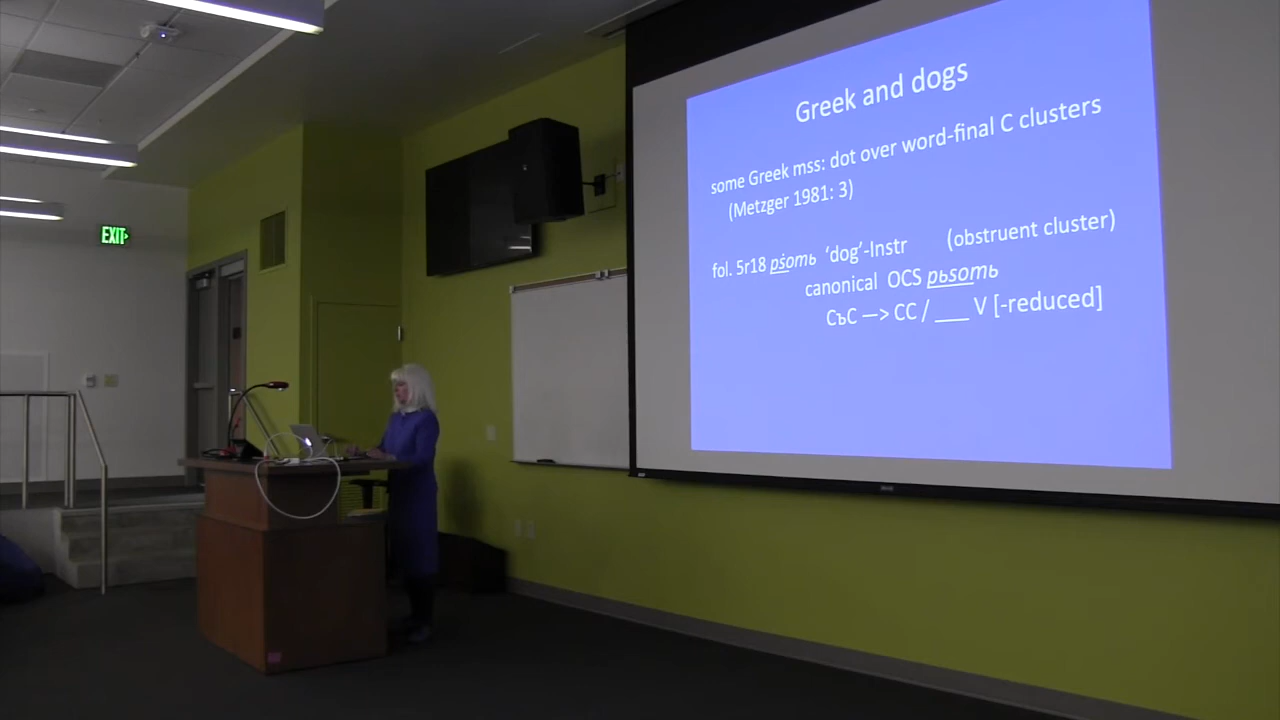 EXIT
Greek and dogs
some Greek mss: dot over word-final C clusters
(Metzger 1981: 3)
fol. 5r18 pṡomь ‘dog’-Instr (obstruent cluster)
canonical OCS pьsomь
CъC —> CC / ___ V [-reduced]